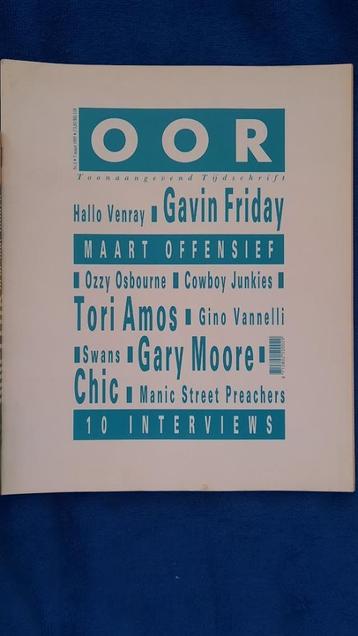 OOR
Toonaangevend Tijdschrift
Hallo Venray Gavin Friday
MAART OFFENSIEF
Ozzy Osbourne Cowboy Junkies
Tori Amos Gino Vannelli
Swans Gary Moore
Chic Manic Street Preachers
10 INTERVIEWS